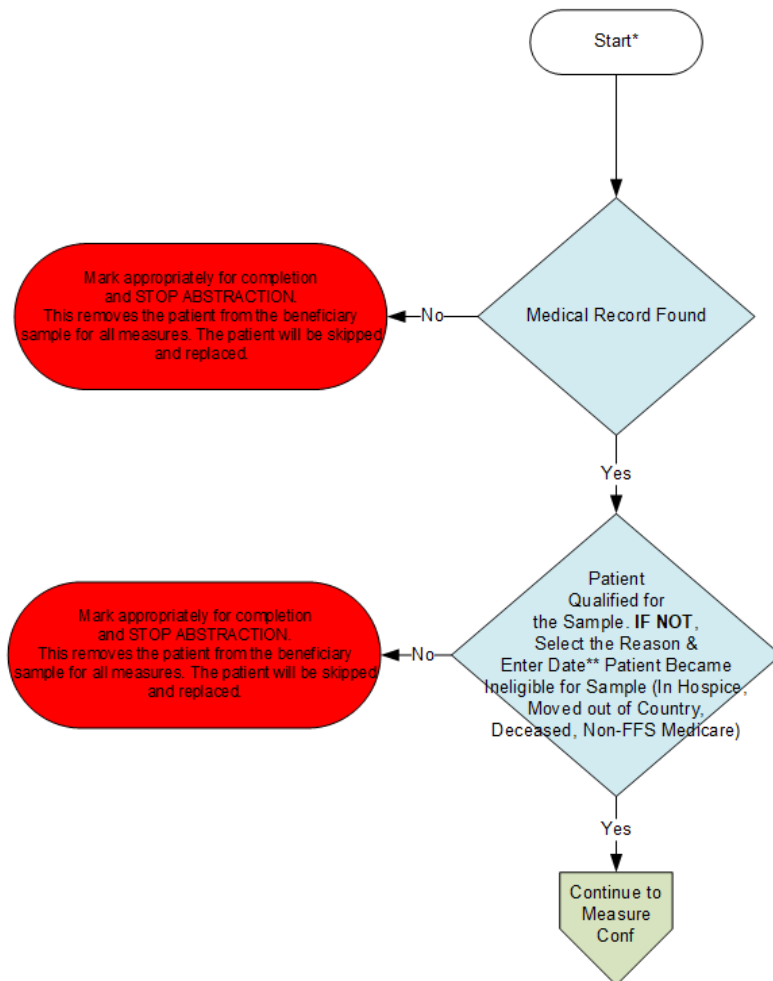 Start*
Medical Record Found
No
Mark appropriately for completion
and STOP ABSTRACTION.
This removes the patient from the beneficiary
sample for all measures. The patient will be skipped
and replaced.
Yes
Patient
Qualified for
the Sample. IF NOT,
Select the Reason &
Enter Date** Patient Became
Ineligible for Sample (In Hospice,
Moved out of Country,
Deceased, Non-FFS Medicare)
No
Mark appropriately for completion
and STOP ABSTRACTION.
This removes the patient from the beneficiary
sample for all measures. The patient will be skipped
and replaced.
Yes
Continue to
Measure
Conf